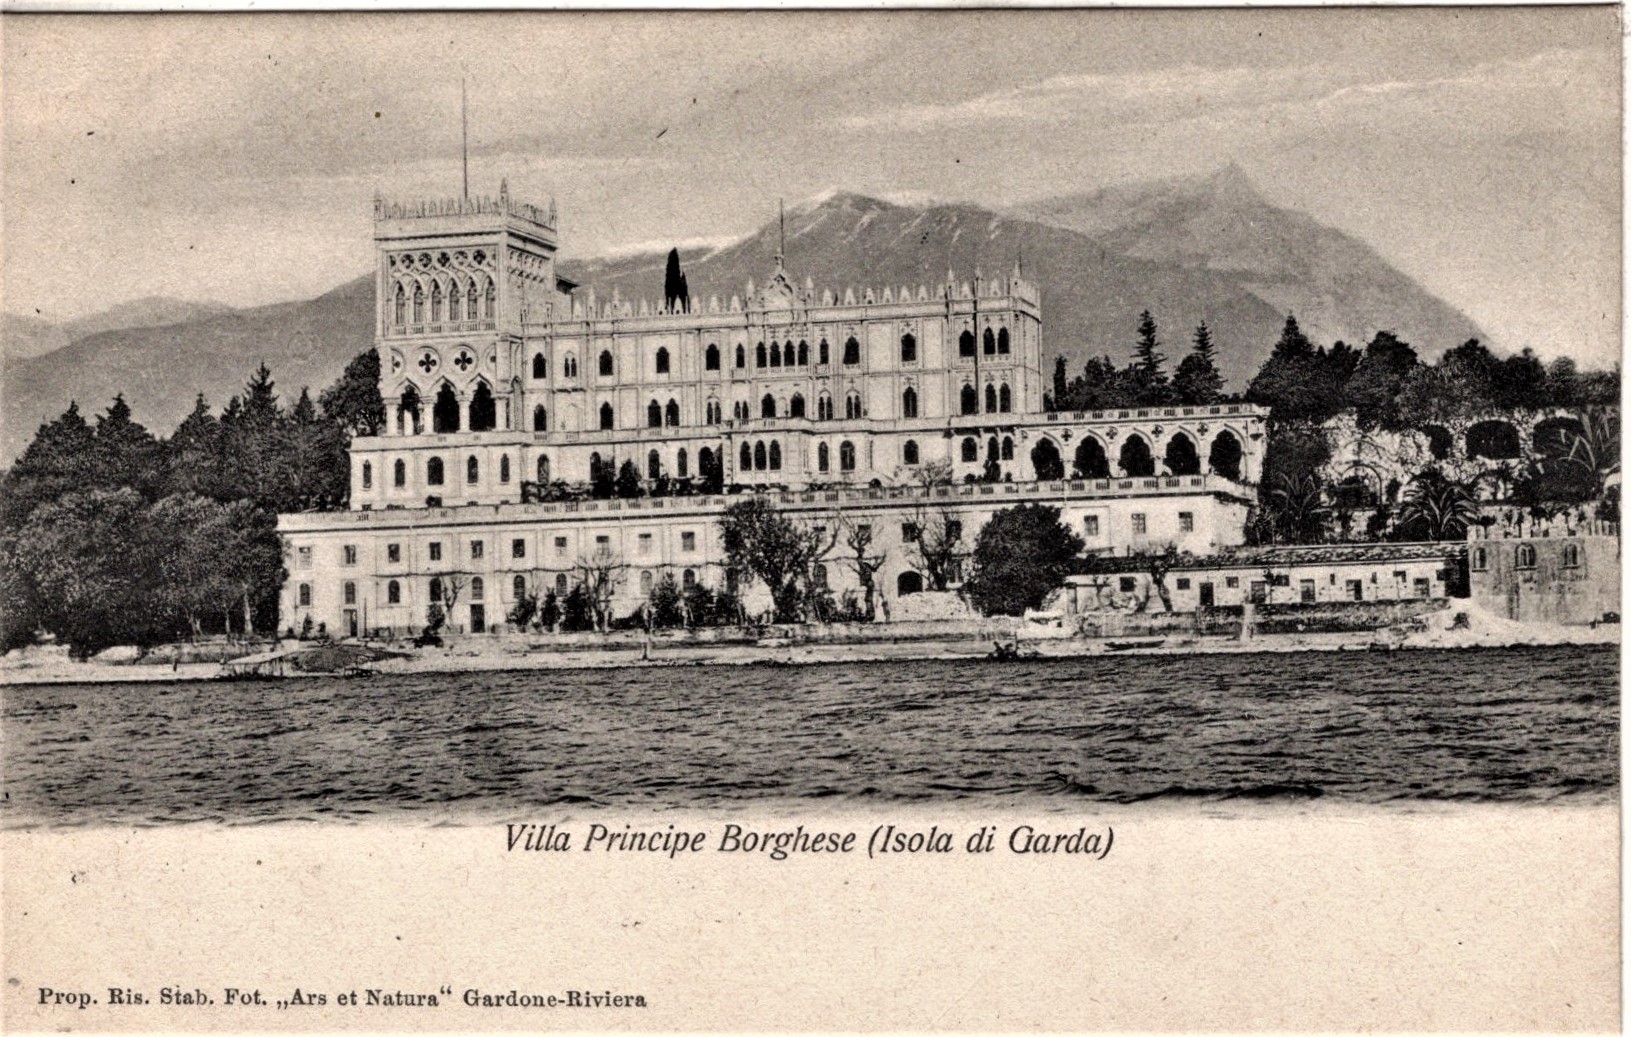 Villa Principe Borghese (Isola di Garda)
Prop. Ris. Stab. Fot. „Ars et Natura“ Gardone-Riviera